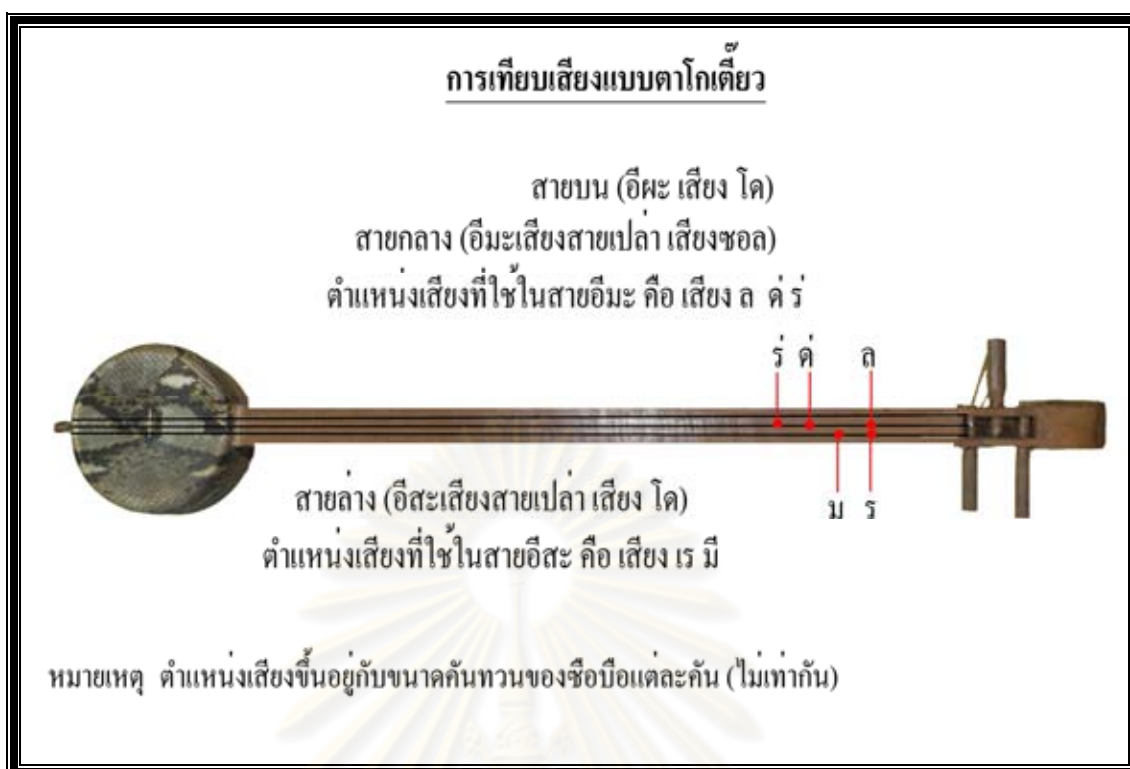 การเทียบเสียงแบบตาโกเตี๊ยว
สายบน (อีผะ เสียง โด)
สายกลาง (อีมะเสียงสายเปล่า เสียงซอล)
ตำแหน่งเสียงที่ใช้ในสายอีมะ คือ เสียง ล ด่ ร่
ร่ ด่ ล
ม ร
สายล่าง (อีสะเสียงสายเปล่า เสียง โด)
ตำแหน่งเสียงที่ใช้ในสายอีสะ คือ เสียง เร มี
หมายเหตุ ตำแหน่งเสียงขึ้นอยู่กับขนาดคันทวนของซือบือแต่ละคัน (ไม่เท่ากัน)